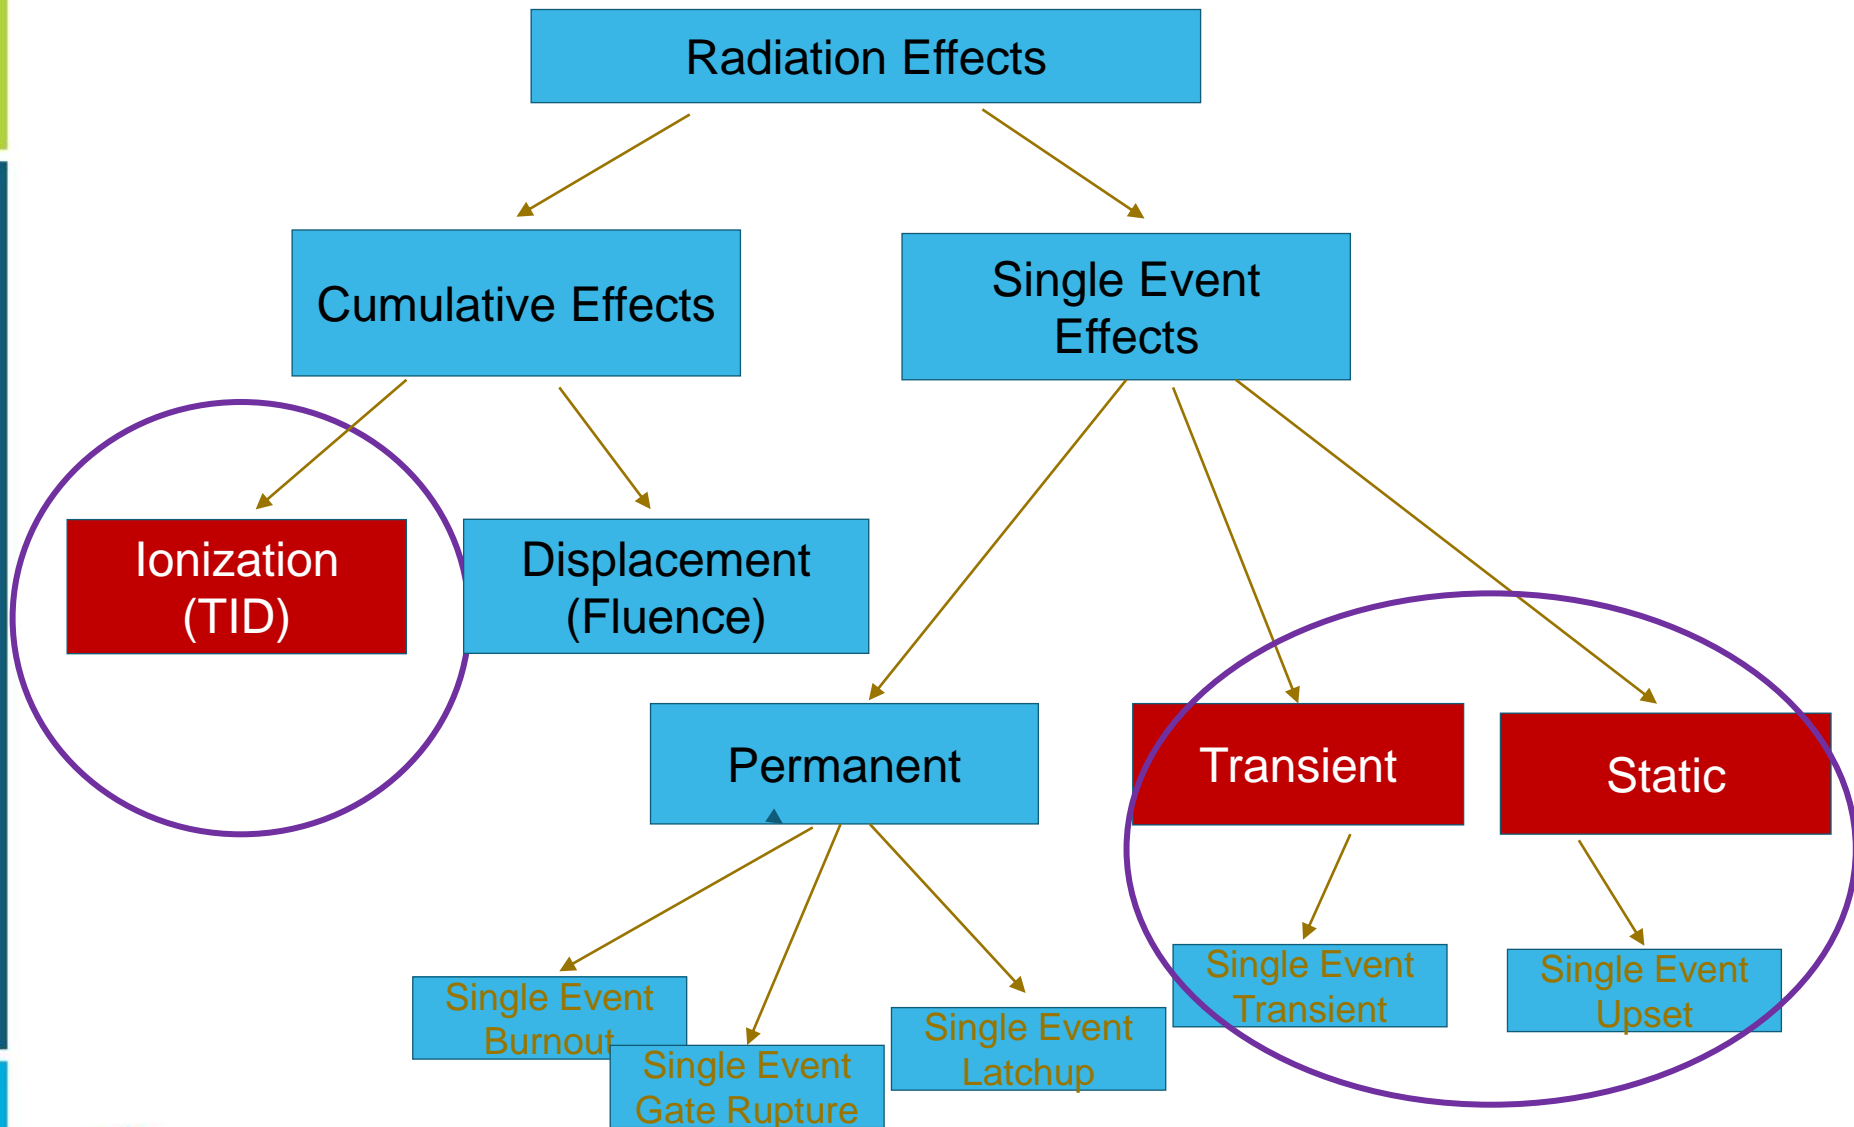 Radiation Effects
Cumulative Effects
Single Event
Effects
Ionization
(TID)
Displacement
(Fluence)
Permanent
Transient
Static
Single Event
Burnout
Single Event
Gate Rupture
Single Event
Latchup
Single Event
Transient
Single Event
Upset